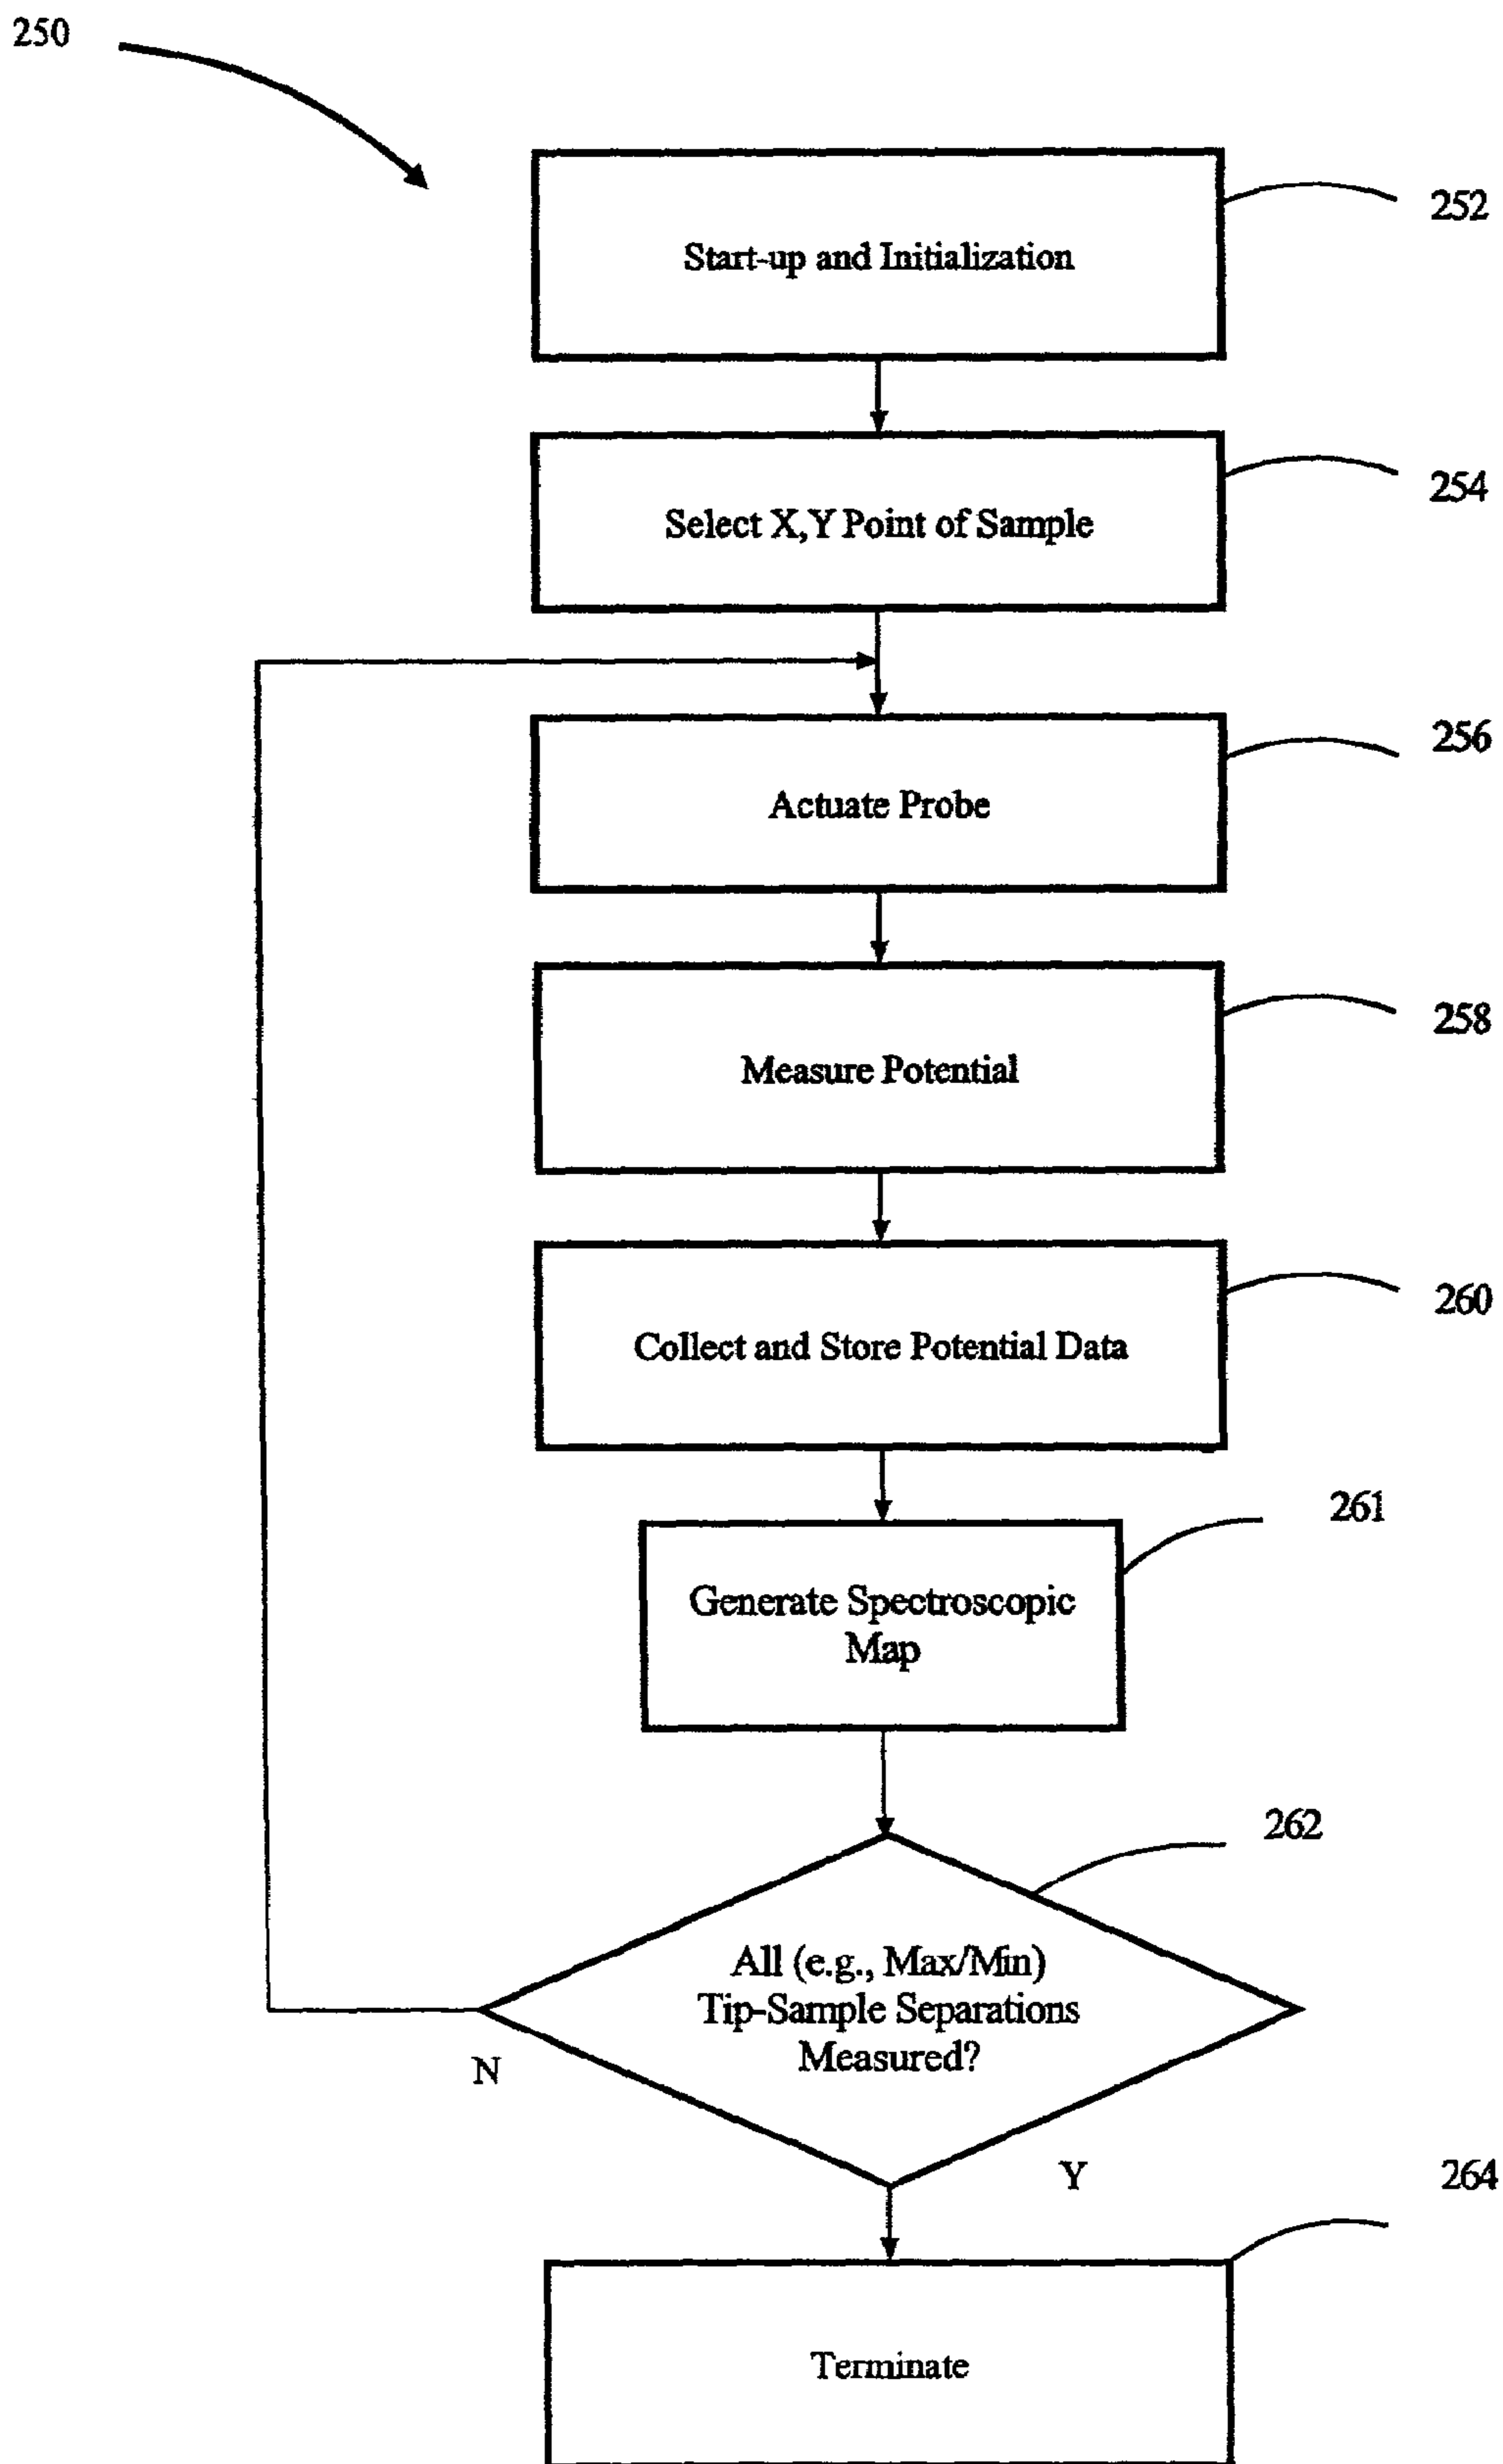 250
252
Start-up and Initialization
254
Select X,Y Point of Sample
256
Actuate Probe
258
Measure Potential
260
Collect and Store Potential Data
261
Generate Spectroscopic
Map
262
All (e.g., Max/Min)
Tip-Sample Separations
Measured?
N
Y
264
Terminate